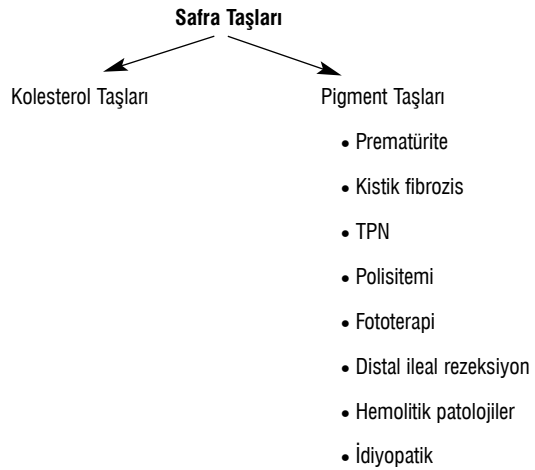 Safra Taşları
Kolesterol Taşları
Pigment Taşları
• Prematürite
• Kistik fibrozis
• TPN
• Polisitemi
• Fototerapi
• Distal ileal rezeksiyon
• Hemolitik patolojiler
• İdiyopatik